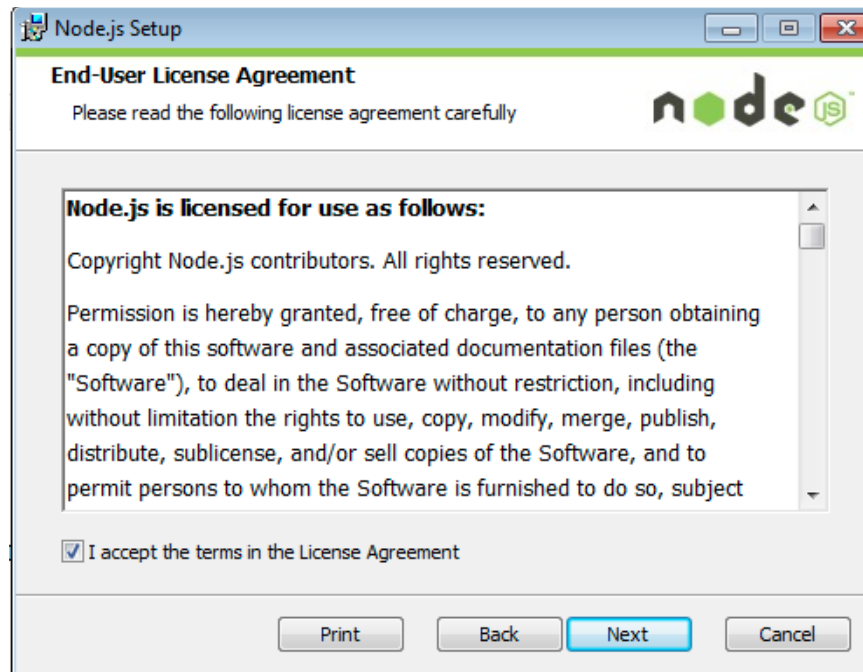 Node.js Setup
End-User License Agreement
Please read the following license agreement carefully
node JS™
Node.js is licensed for use as follows:
Copyright Node.js contributors. All rights reserved.
Permission is hereby granted, free of charge, to any person obtaining
a copy of this software and associated documentation files (the
"Software"), to deal in the Software without restriction, including
without limitation the rights to use, copy, modify, merge, publish,
distribute, sublicense, and/or sell copies of the Software, and to
permit persons to whom the Software is furnished to do so, subject
I accept the terms in the License Agreement
Print Back Next Cancel